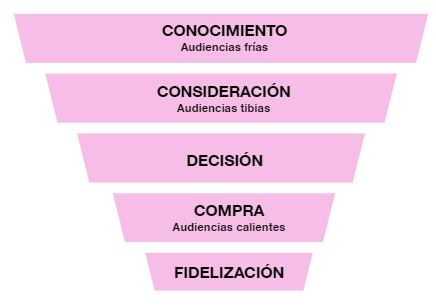 CONOCIMIENTO
Audiencias frías
CONSIDERACIÓN
Audiencias tibias
DECISIÓN
COMPRA
Audiencias calientes
FIDELIZACIÓN